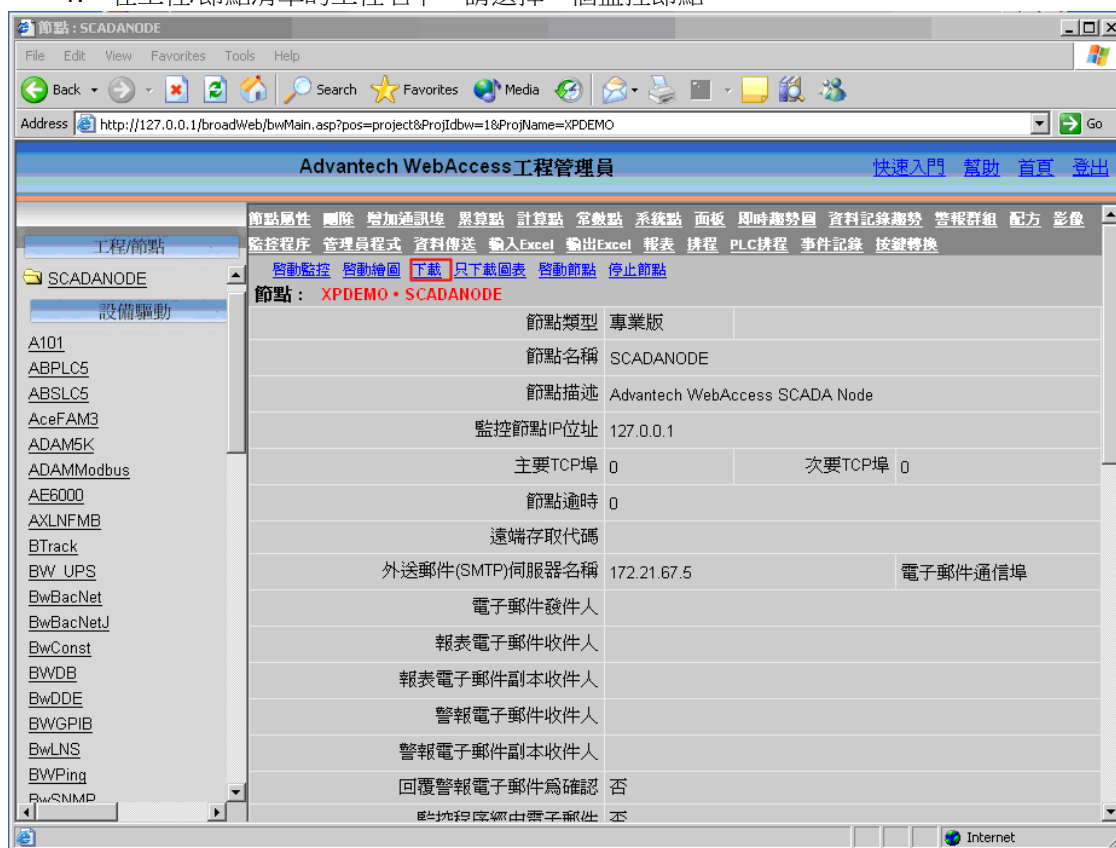 節點 : SCADANODE
File Edit View Favorites Tools Help
Back Search Favorites Media
Address http://127.0.0.1/broadWeb/bwMain.asp?pos=project&ProjIdbw=1&ProjName=XPDEMO Go
Advantech WebAccess工程管理員 快速入門 幫助 首頁 登出
節點屬性 刪除 增加通訊埠 累算點 計算點 常數點 系統點 面板 即時趨勢圖 資料記錄趨勢 警報群組 配方 影像
監控程序 管理員程式 資料傳送 輸入Excel 輸出Excel 報表 排程 PLC排程 事件記錄 按鍵轉換
啓動監控 啓動繪圖 下載 只下載圖表 啓動節點 停止節點
節點 : XPDEMO • SCADANODE
工程/節點
SCADANODE
設備驅動
A101
ABPLC5
ABSLC5
AceFAM3
ADAM5K
ADAMModbus
AE6000
AXLNFMB
BTrack
BW_UPS
BwBacNet
BwBacNetJ
BwConst
BWDB
BwDDE
BWGPIB
BwLNS
BWPing
BwSNMP
節點類型 專業版
節點名稱 SCADANODE
節點描述 Advantech WebAccess SCADA Node
監控節點IP位址 127.0.0.1
主要TCP埠 0 次要TCP埠 0
節點逾時 0
遠端存取代碼
外送郵件(SMTP)伺服器名稱 172.21.67.5 電子郵件通信埠
電子郵件發件人
報表電子郵件收件人
報表電子郵件副本收件人
警報電子郵件收件人
警報電子郵件副本收件人
回覆警報電子郵件爲確認 否
監控程序經由電子郵件 否
Internet